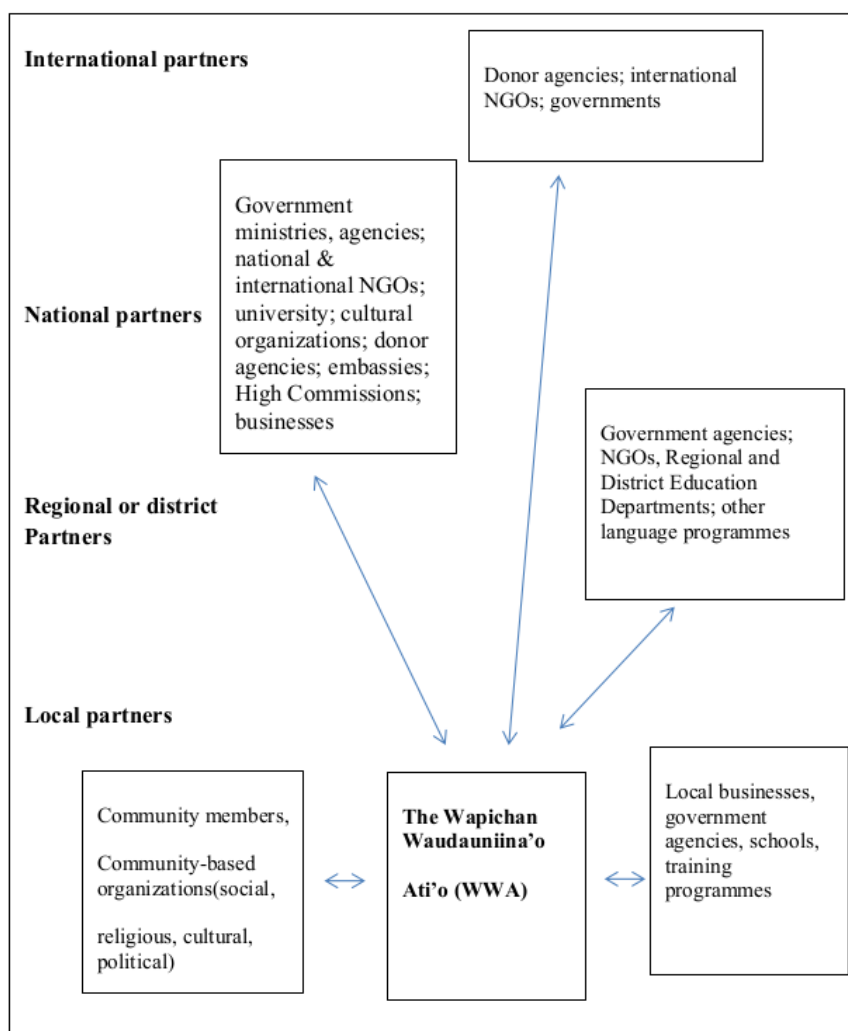 International partners
Donor agencies; international
NGOs; governments
Government
ministries, agencies;
national &
international NGOs;
university; cultural
organizations; donor
agencies; embassies;
High Commissions;
businesses
National partners
Government agencies;
NGOs, Regional and
District Education
Departments; other
language programmes
Regional or district
Partners
Local partners
Community members,
Community-based
organizations(social,
religious, cultural,
political)
The Wapichan
Waudauniina’o
Ati’o (WWA)
Local businesses,
government
agencies, schools,
training
programmes